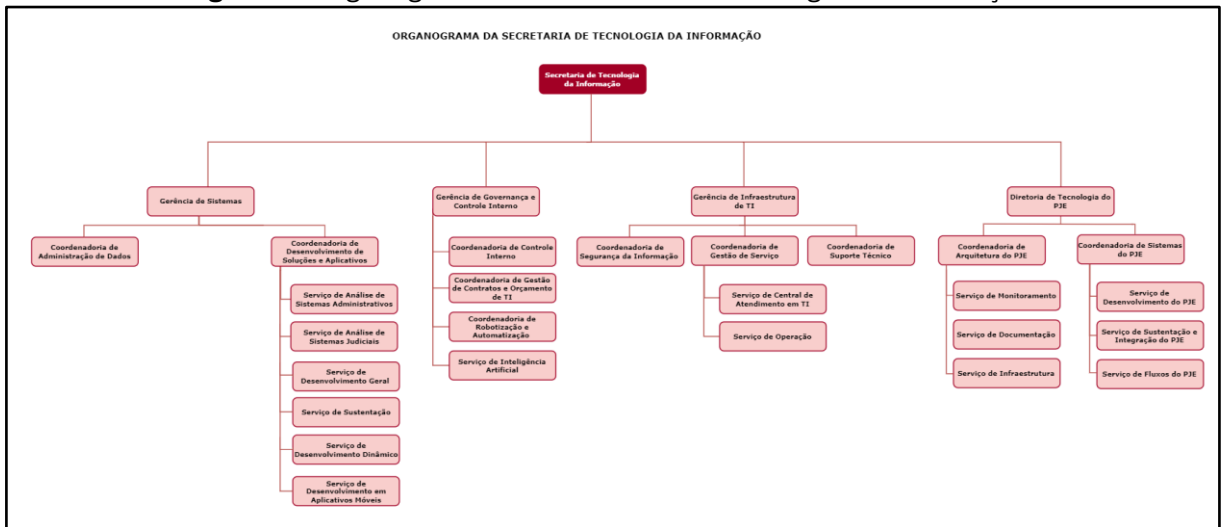 ORGANOGRAMA DA SECRETARIA DE TECNOLOGIA DA INFORMAÇÃO
Secretaria de Tecnologia
da Informação
Gerência de Sistemas
Gerência de Governança e
Controle Interno
Gerência de Infraestrutura
de TI
Diretoria de Tecnologia do
PJE
Coordenadoria de
Administração de Dados
Coordenadoria de
Desenvolvimento de
Soluções e Aplicativos
Serviço de Análise de
Sistemas Administrativos
Serviço de Análise de
Sistemas Judiciais
Serviço de
Desenvolvimento Geral
Serviço de Sustentação
Serviço de
Desenvolvimento Dinâmico
Serviço de
Desenvolvimento em
Aplicativos Móveis
Coordenadoria de Controle
Interno
Coordenadoria de Gestão
de Contratos e Orçamento
de TI
Coordenadoria de
Robotização e
Automatização
Serviço de Inteligência
Artificial
Coordenadoria de
Segurança da Informação
Coordenadoria de
Gestão de Serviço
Coordenadoria de
Suporte Técnico
Serviço de Central de
Atendimento em TI
Serviço de Operação
Coordenadoria de
Arquitetura do PJE
Coordenadoria de Sistemas
do PJE
Serviço de Monitoramento
Serviço de Documentação
Serviço de Infraestrutura
Serviço de
Desenvolvimento do PJE
Serviço de Sustentação e
Integração do PJE
Serviço de Fluxos do PJE